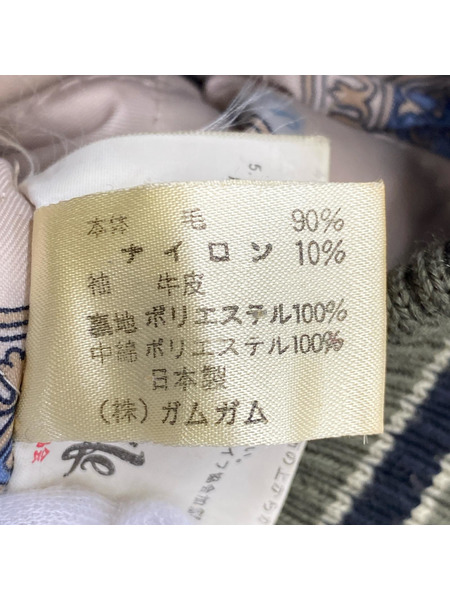 本体 毛 90%
ナイロン 10%
袖 牛皮
裏地 ポリエステル100%
中綿 ポリエステル100%
日本製
(株) ガムガム